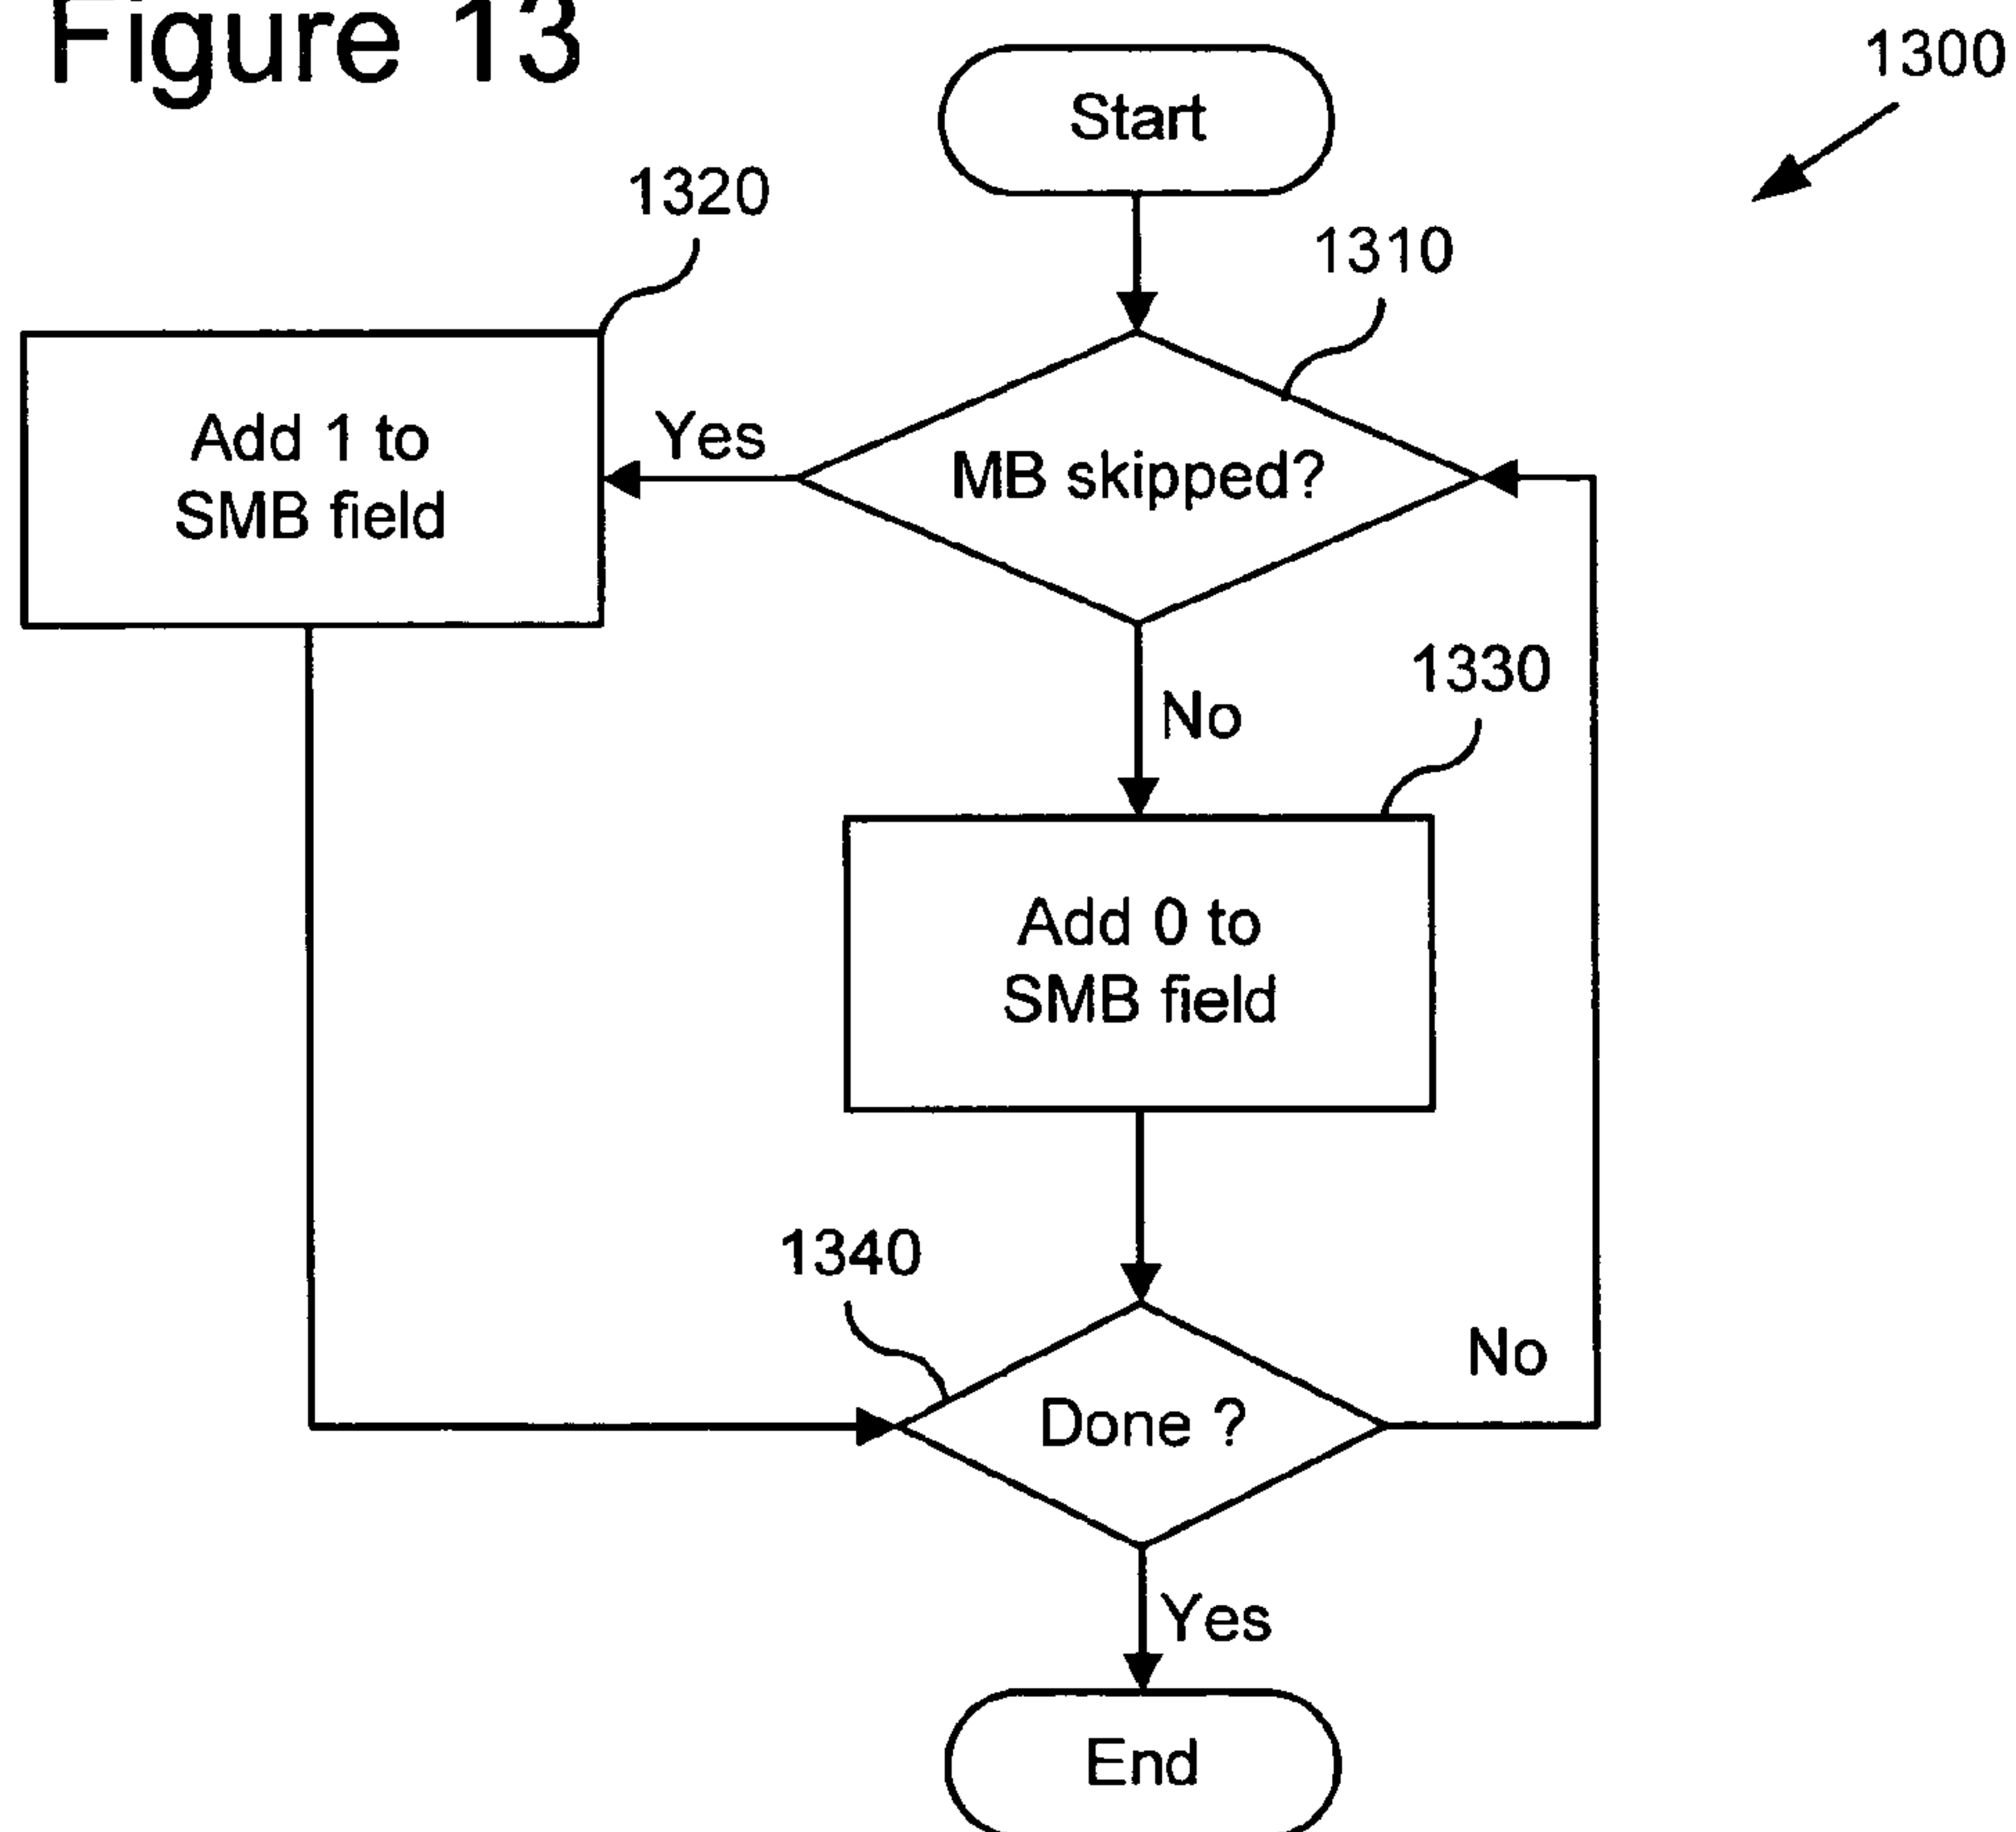 Figure 13
1300
Start
1320
1310
Add 1 to
SMB field
Yes
MB skipped?
1330
No
Add 0 to
SMB field
1340
No
Done ?
Yes
End